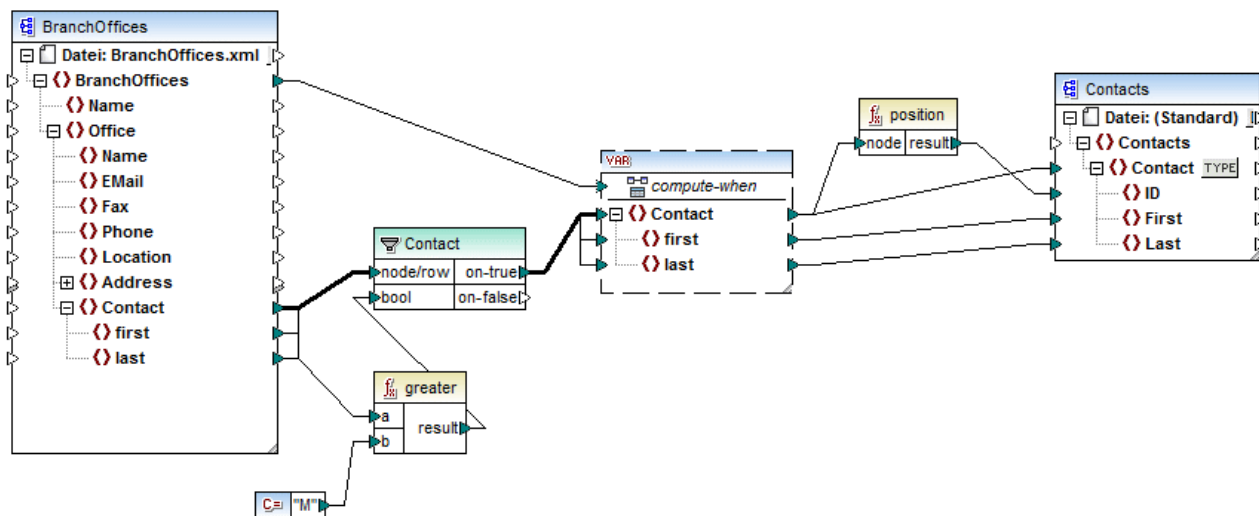 BranchOffices
Datei: BranchOffices.xml
BranchOffices
Name
Office
Name
EMail
Fax
Phone
Location
Address
Contact
first
last
Contact
node/row on-true
bool on-false
greater
a
b
result
C= "M"
VAR
compute-when
Contact
first
last
position
node result
Contacts
Datei: (Standard)
Contacts
Contact TYPE
ID
First
Last